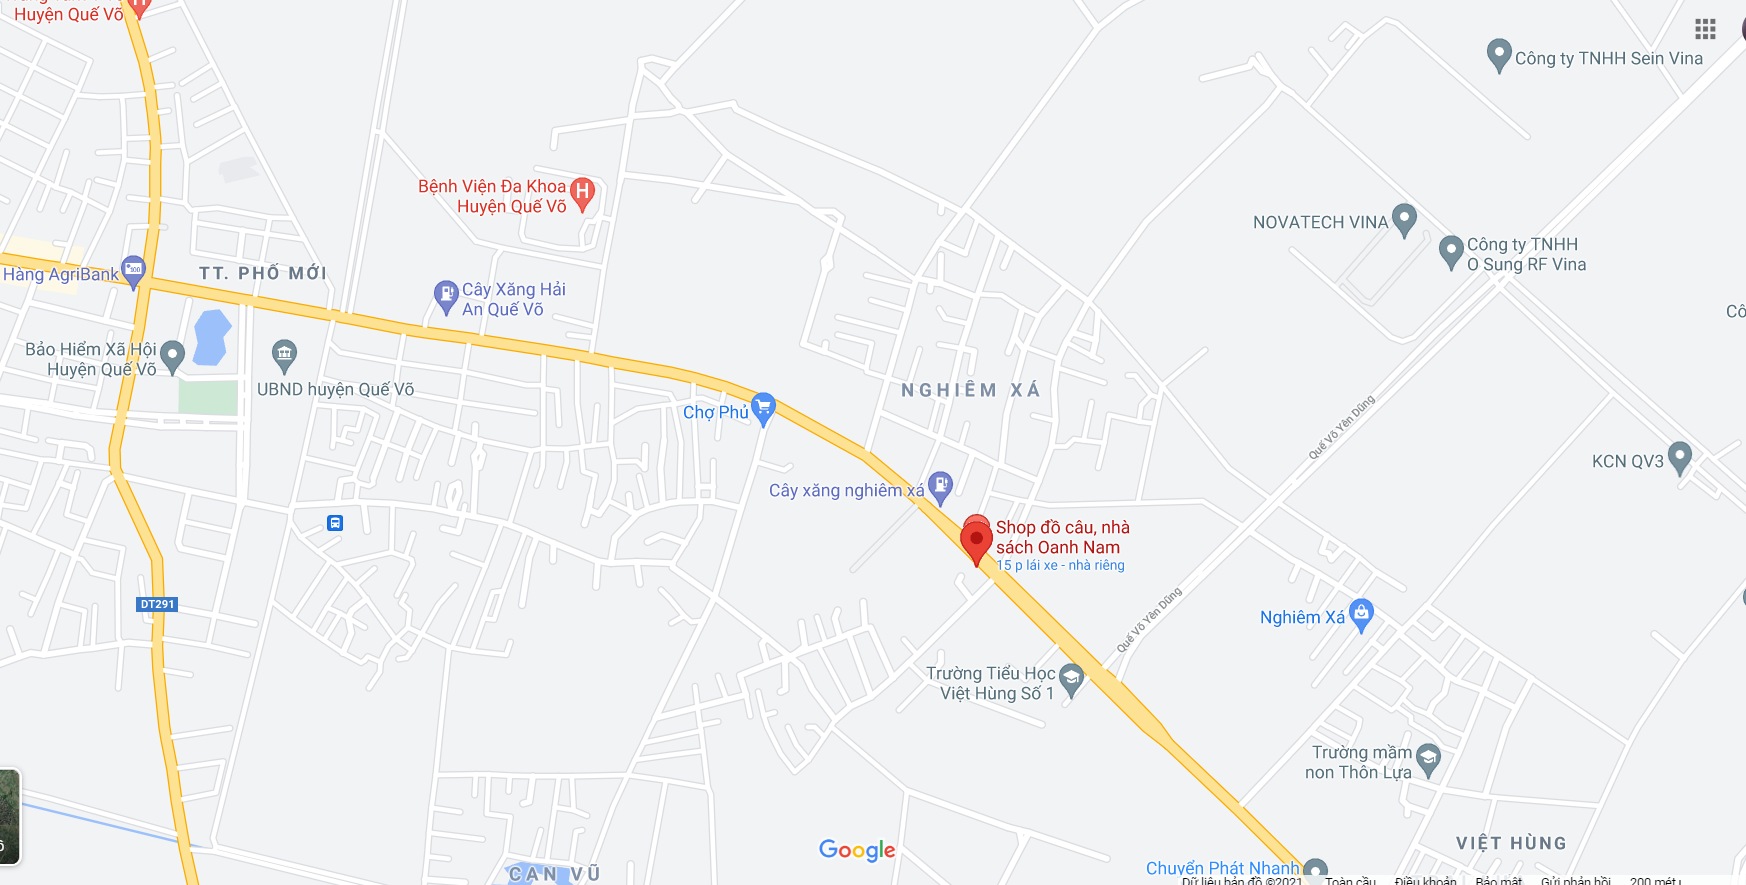 Huyện Quế Võ
Công ty TNHH Sein Vina
Bệnh Viện Đa Khoa
Huyện Quế Võ
NOVATECH VINA
Công ty TNHH
O Sung RF Vina
Hàng AgriBank
TT. PHỐ MỚI
Cây Xăng Hải
An Quế Võ
Bảo Hiểm Xã Hội
Huyện Quế Võ
UBND huyện Quế Võ
Chợ Phủ
NGHIÊM XÁ
Quế Võ Yên Dũng
KCN QV3
Cây xăng nghiêm xá
Shop đồ câu, nhà
sách Oanh Nam
15 p lái xe - nhà riêng
DT291
Quế Võ Yên Dũng
Nghiêm Xá
Trường Tiểu Học
Việt Hùng Số 1
Trường mầm
non Thôn Lựa
VIỆT HÙNG
Google
CAN VŨ
Chuyển Phát Nhanh
Dữ liệu bản đồ ©2021 Toàn cầu Điều khoản Bảo mật Gửi phản hồi 200 mét